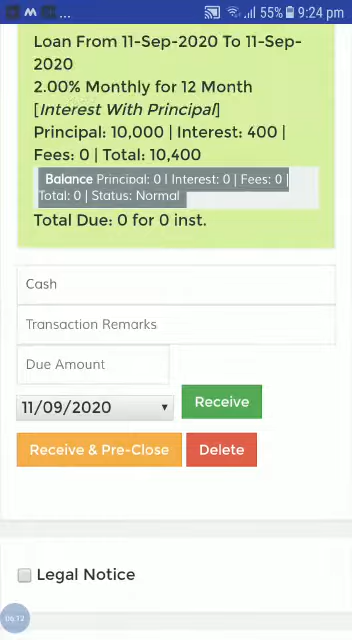 55% 9:24 pm
Loan From 11-Sep-2020 To 11-Sep-
2020
2.00% Monthly for 12 Month
[Interest With Principal]
Principal: 10,000 | Interest: 400 |
Fees: 0 | Total: 10,400
Balance Principal: 0 | Interest: 0 | Fees: 0 |
Total: 0 | Status: Normal
Total Due: 0 for 0 inst.
Cash
Transaction Remarks
Due Amount
11/09/2020 Receive
Receive & Pre-Close Delete
Legal Notice
06:12